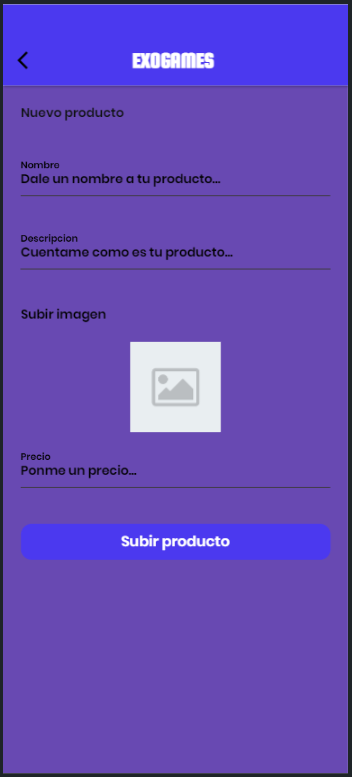 EXOGAMES
Nuevo producto
Nombre
Dale un nombre a tu producto...
Descripcion
Cuentame como es tu producto...
Subir imagen
Precio
Ponme un precio...
Subir producto